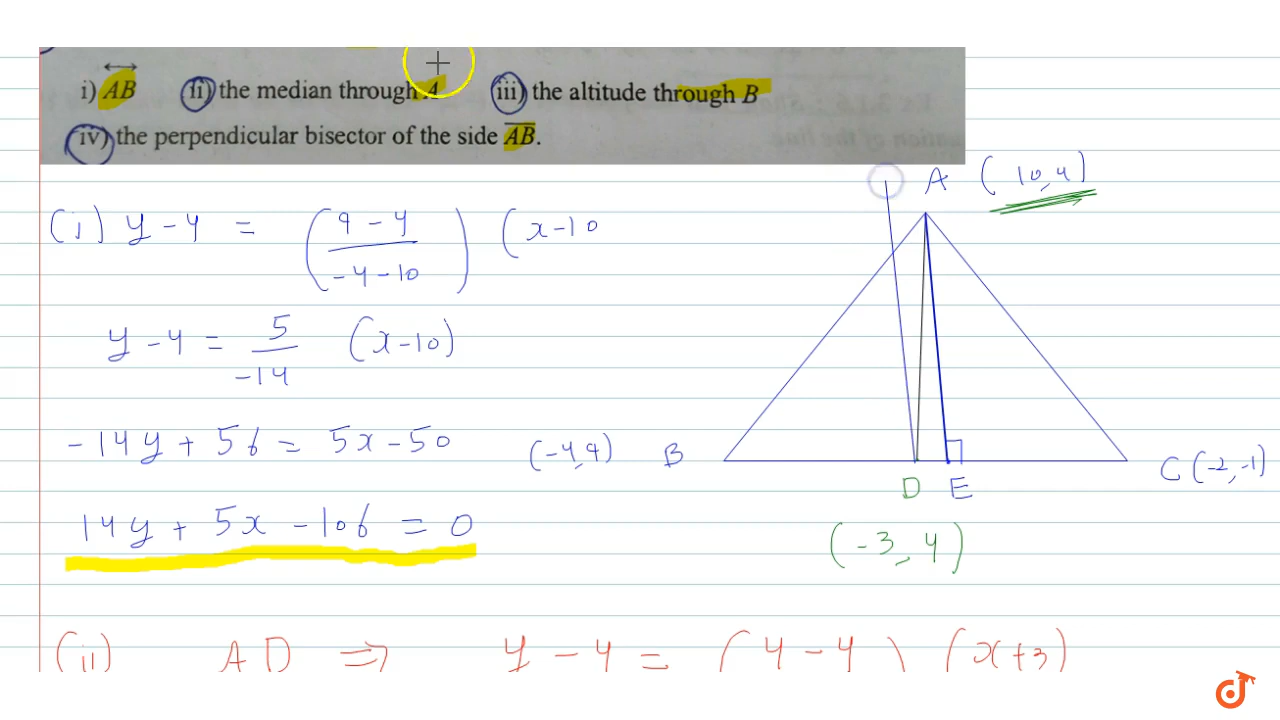 i) AB ii) the median through A iii) the altitude through B
iv) the perpendicular bisector of the side AB.
A (10,4)
(i) y-4 = (9-4/-4-10) (x-10
y-4 = 5/-14 (x-10)
-14y + 56 = 5x-50
(-4,9) B
C(-2,-1)
D E
14y + 5x -106 = 0
(-3, 4)
(ii) AD ⇒ y-4 = (4-4) (x+3)